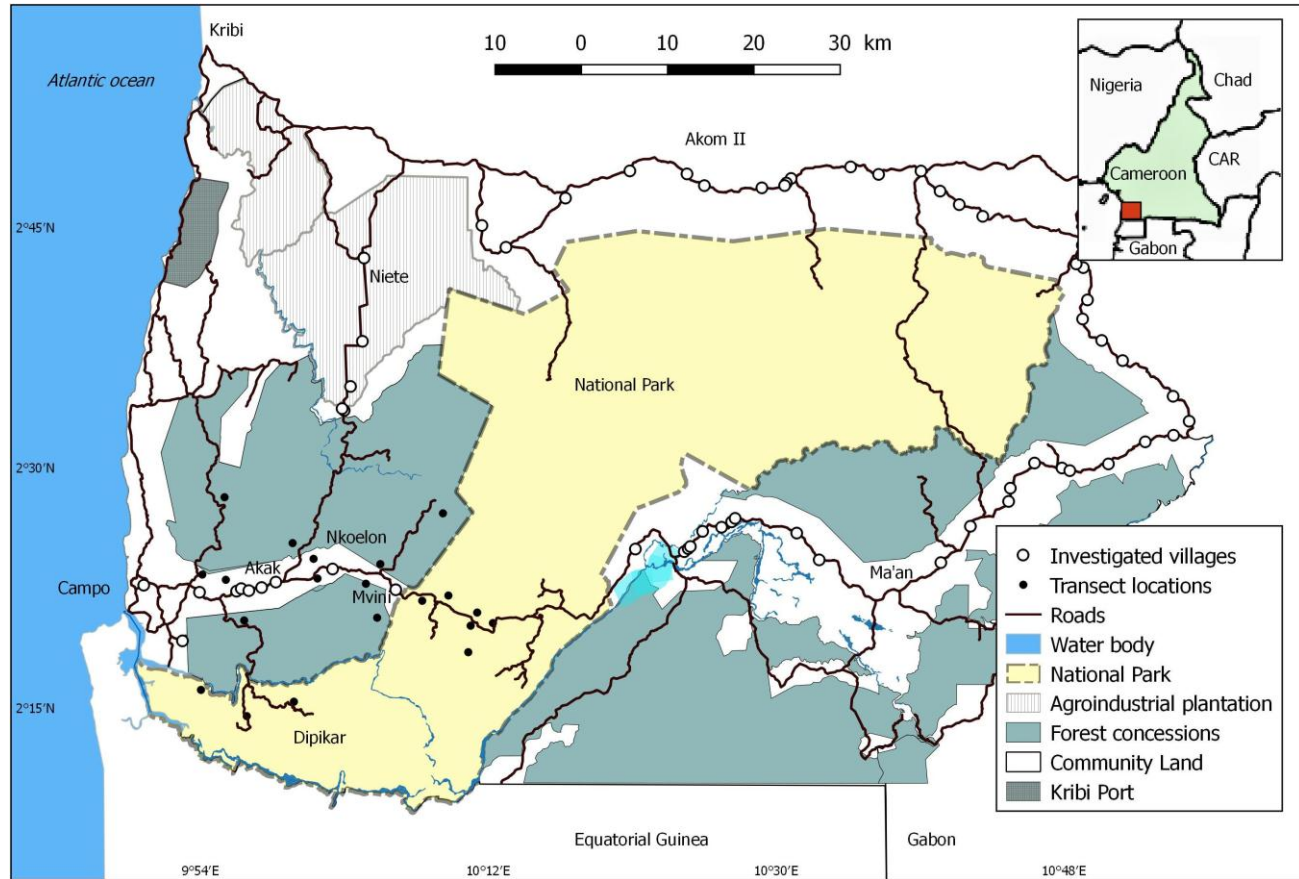 Kribi
Atlantic ocean
10 0 10 20 30 km
Nigeria
Chad
CAR
Cameroon
Gabon
Akom II
2°45'N
Niete
National Park
2°30'N
Nkoelon
Akak
Campo
Mvini
Ma'an
2°15'N
Dipikar
Investigated villages
Transect locations
Roads
Water body
National Park
Agroindustrial plantation
Forest concessions
Community Land
Kribi Port
Equatorial Guinea
Gabon
9°54'E
10°12'E
10°30'E
10°48'E